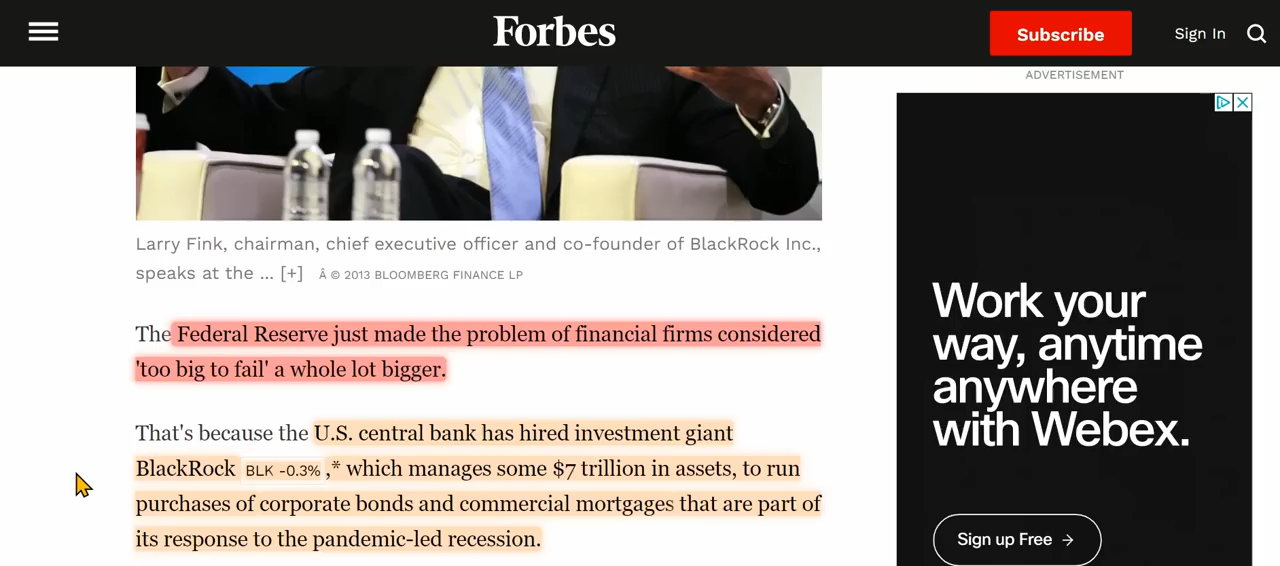 Forbes
Subscribe
Sign In
ADVERTISEMENT
Larry Fink, chairman, chief executive officer and co-founder of BlackRock Inc.,
speaks at the ... [+] Â © 2013 BLOOMBERG FINANCE LP
The Federal Reserve just made the problem of financial firms considered
'too big to fail' a whole lot bigger.
That's because the U.S. central bank has hired investment giant
BlackRock BLK -0.3% ,* which manages some $7 trillion in assets, to run
purchases of corporate bonds and commercial mortgages that are part of
its response to the pandemic-led recession.
Work your
way, anytime
anywhere
with Webex.
Sign up Free →